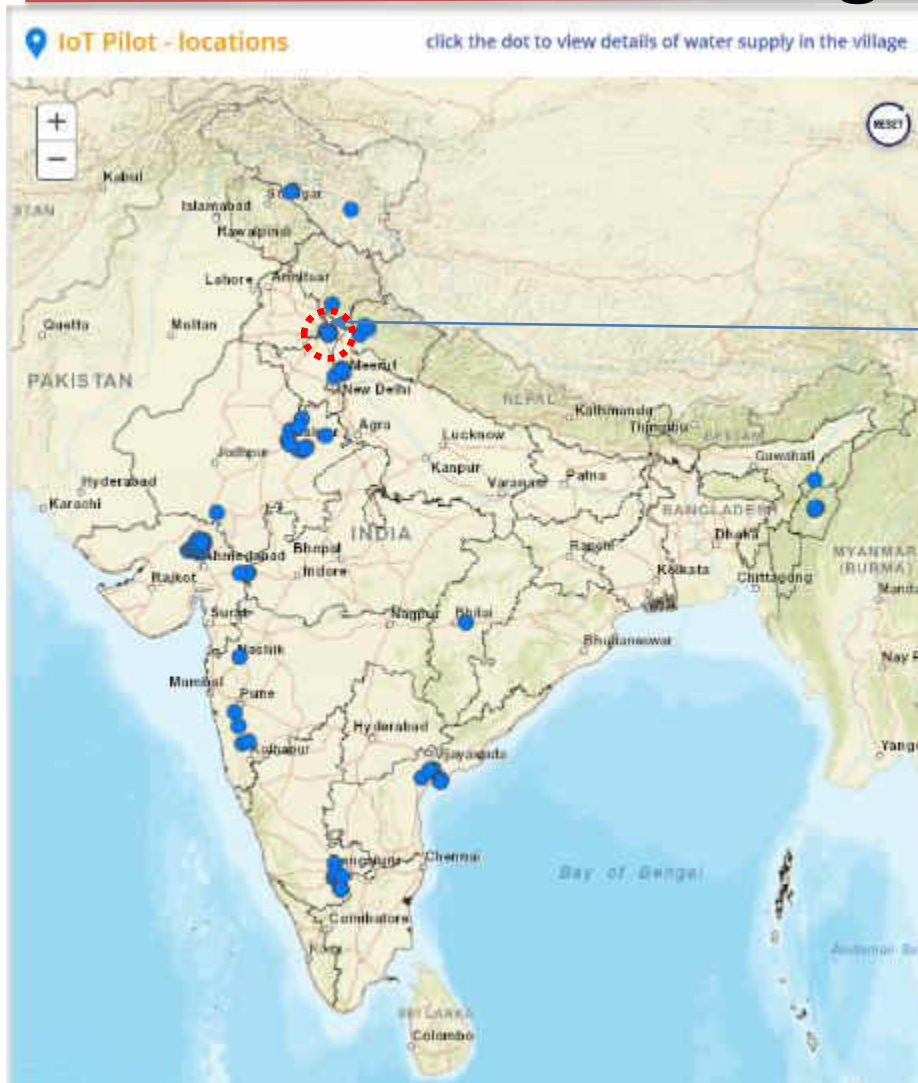 IoT Pilot - locations
click the dot to view details of water supply in the village
+
−
RESET
Kabul
Islamabad
Rawalpindi
Lahore
Amritsar
Quetta
Multan
PAKISTAN
Meerut
New Delhi
NEPAL
Kathmandu
Thimphu
Agra
Lucknow
Guwahati
Jodhpur
Kanpur
Patna
Hyderabad
Karachi
INDIA
BANGLADESH
Dhaka
Ahmedabad
Bhopal
Ranchi
MYANMAR
(BURMA)
Rajkot
Indore
Kolkata
Chittagong
Surat
Nagpur
Bhilai
Bhubaneswar
Nashik
Mumbai
Pune
Hyderabad
Kolhapur
Chennai
Bay of Bengal
Coimbatore
SRI LANKA
Colombo